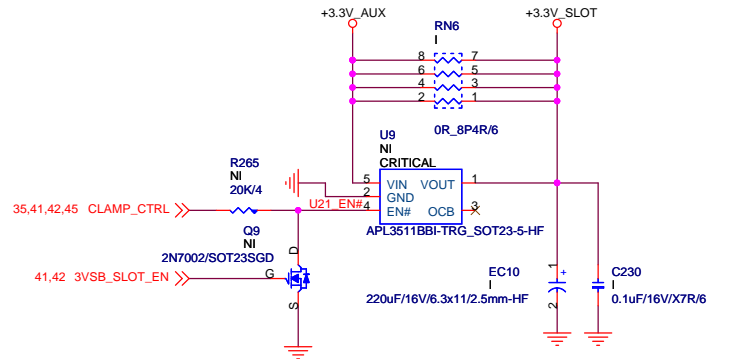 +3.3V_AUX
+3.3V_SLOT
RN6
I
8 7
6 5
4 3
2 1
0R_8P4R/6
U9
NI
CRITICAL
R265
NI
20K/4
5 VIN VOUT 1
2 GND
U21_EN# 4 EN# OCB 3
35,41,42,45 CLAMP_CTRL
APL3511BBI-TRG_SOT23-5-HF
Q9
NI
2N7002/SOT23SGD
D
G
S
41,42 3VSB_SLOT_EN
EC10
I
220uF/16V/6.3x11/2.5mm-HF
1
+
2
C230
I
0.1uF/16V/X7R/6